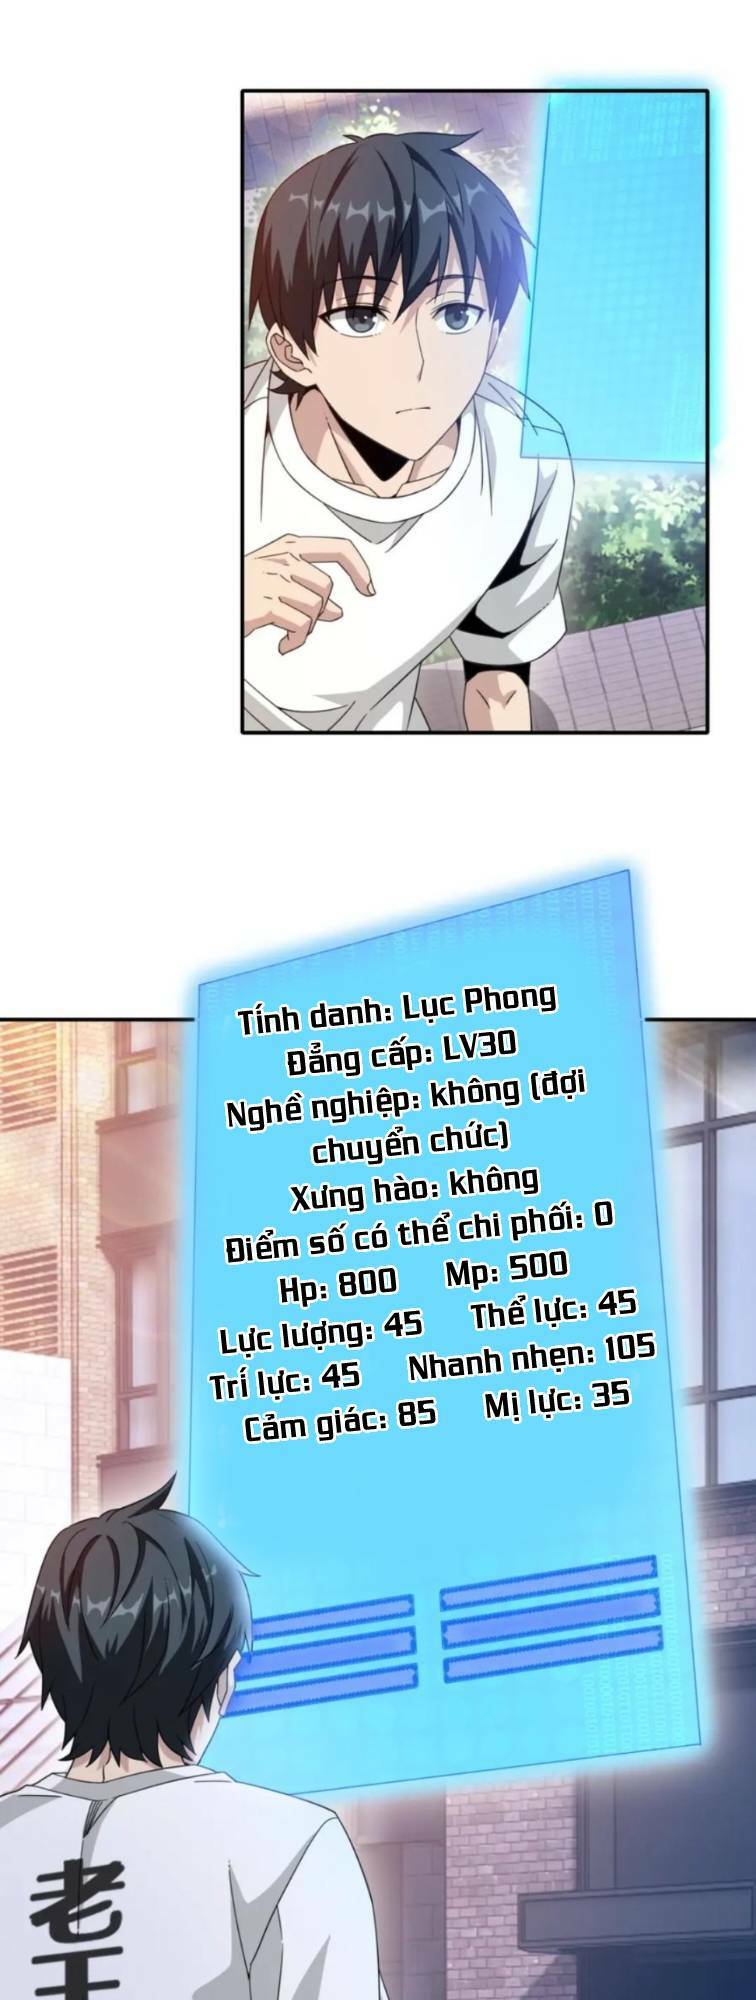 Tính danh: Lục Phong
Đẳng cấp: LV30
Nghề nghiệp: không (đợi
chuyển chức)
Xưng hào: không
Điểm số có thể chi phối: 0
Hp: 800 Mp: 500
Lực lượng: 45 Thể lực: 45
Trí lực: 45 Nhanh nhẹn: 105
Cảm giác: 85 Mị lực: 35
老王